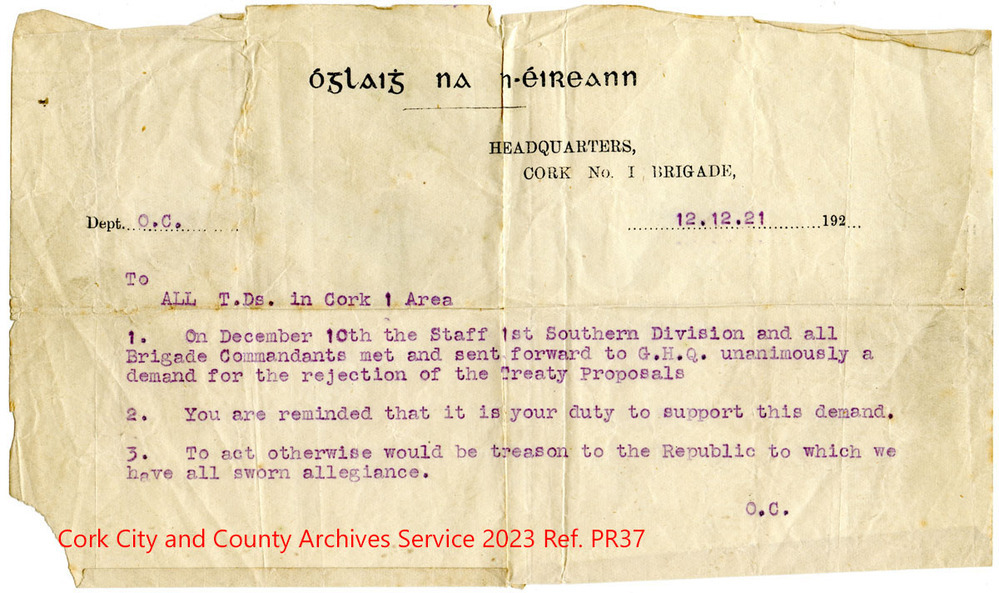 óglaiġ na h-éireann
HEADQUARTERS,
CORK No. I BRIGADE,
Dept. O.C.
12.12.21 192
To
ALL T.Ds. in Cork 1 Area
1. On December 10th the Staff 1st Southern Division and all
Brigade Commandants met and sent forward to G.H.Q. unanimously a
demand for the rejection of the Treaty Proposals
2. You are reminded that it is your duty to support this demand.
3. To act otherwise would be treason to the Republic to which we
have all sworn allegiance.
O.C.
Cork City and County Archives Service 2023 Ref. PR37